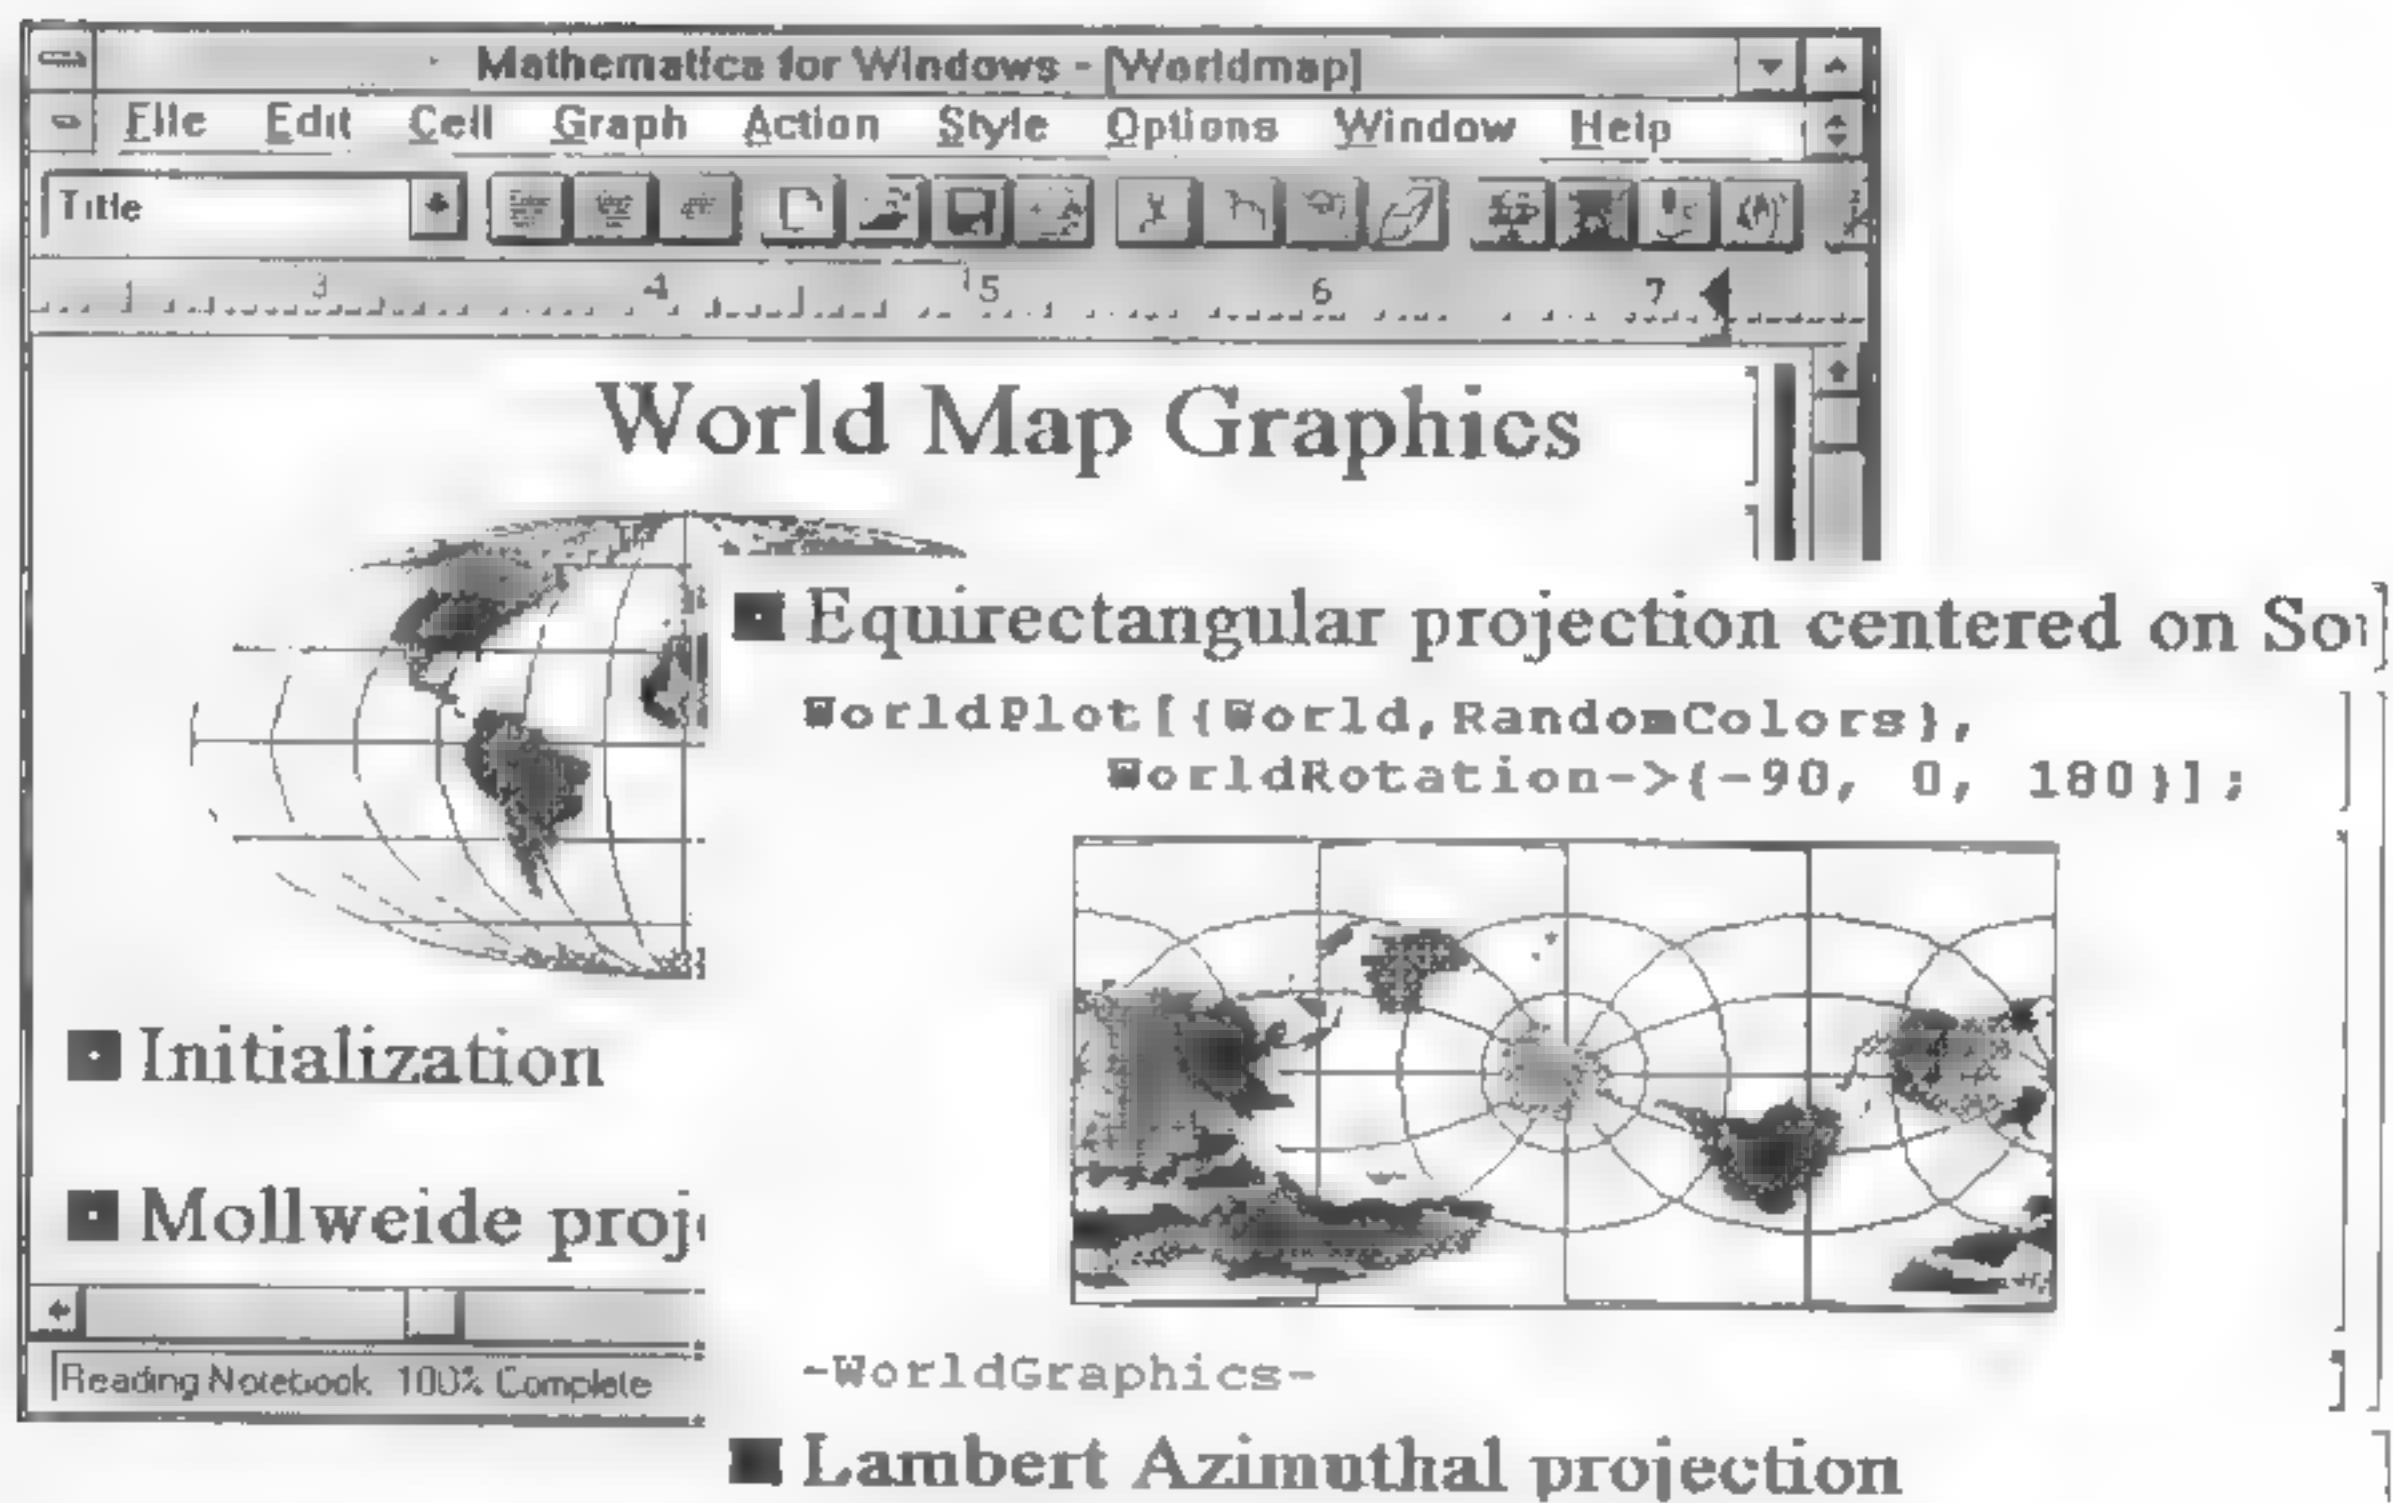 Mathematica for Windows - [Worldmap]
File Edit Cell Graph Action Style Options Window Help
Title
3 4 5 6 7
World Map Graphics
Equirectangular projection centered on
WorldPlot[{World,RandomColors},
WorldRotation->{-90, 0, 180}];
Initialization
Mollweide
Reading Notebook 100% Complete
-WorldGraphics-
Lambert Azimuthal projection